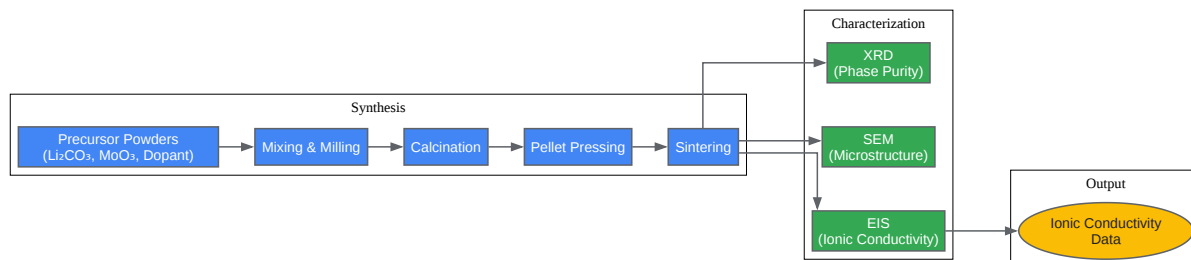 Synthesis
Precursor Powders
(Li₂CO₃, MoO₃, Dopant)
Mixing & Milling
Calcination
Pellet Pressing
Sintering
Characterization
XRD
(Phase Purity)
SEM
(Microstructure)
EIS
(Ionic Conductivity)
Output
Ionic Conductivity
Data